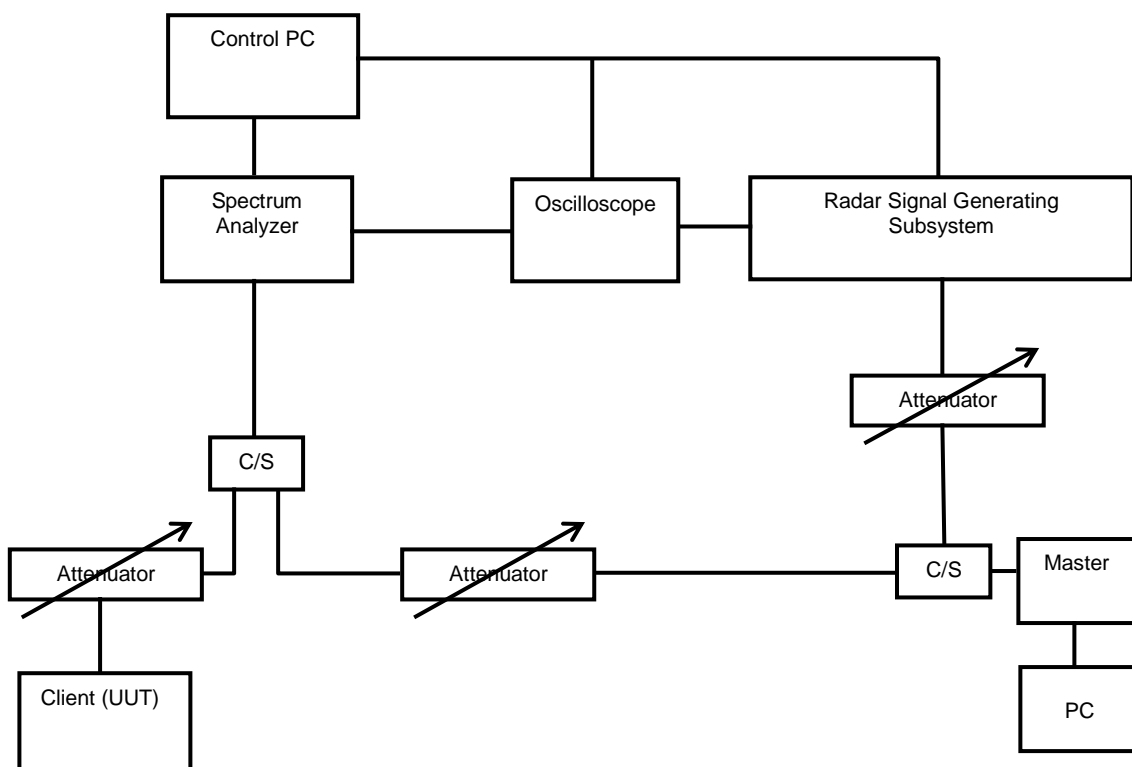 Control PC
Spectrum
Analyzer
Oscilloscope
Radar Signal Generating
Subsystem
Attenuator
C/S
Attenuator
Attenuator
C/S
Master
Client (UUT)
PC